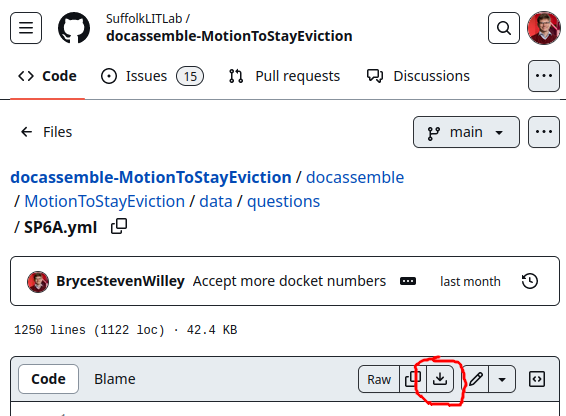 SuffolkLITLab /
docassemble-MotionToStayEviction
Code Issues 15 Pull requests Discussions
Files main
docassemble-MotionToStayEviction / docassemble
/ MotionToStayEviction / data / questions
/ SP6A.yml
BryceStevenWilley Accept more docket numbers last month
1250 lines (1122 loc) · 42.4 KB
Code Blame Raw